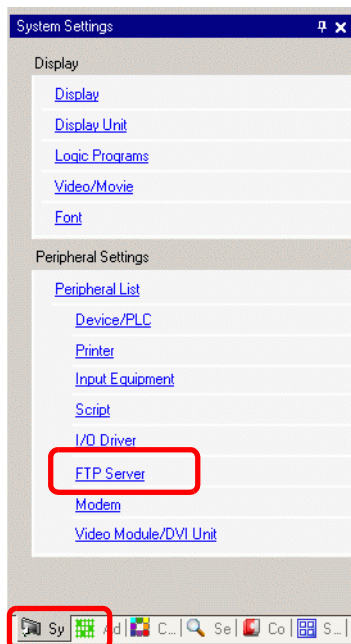 System Settings
Display
Display
Display Unit
Logic Programs
Video/Movie
Font
Peripheral Settings
Peripheral List
Device/PLC
Printer
Input Equipment
Script
I/O Driver
FTP Server
Modem
Video Module/DVI Unit
Sy Ad C... Se Co S...